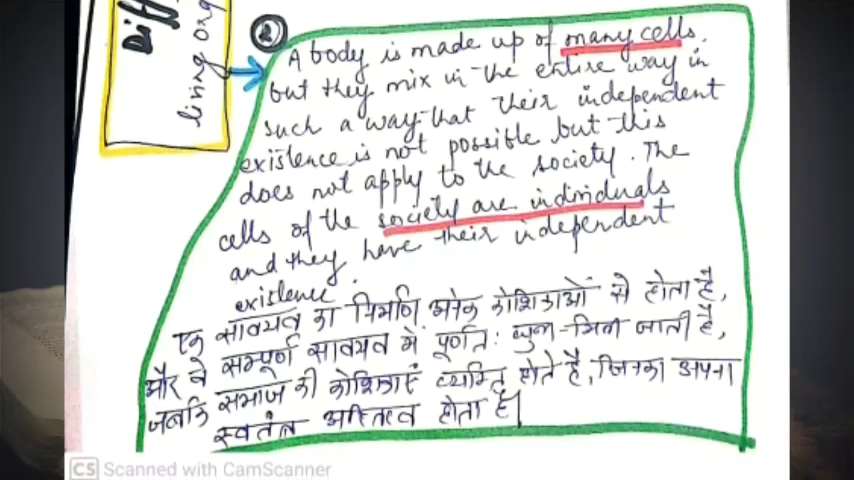 Diff
living org
②
A body is made up of many cells.
but they mix in the entire way in
such a way that their independent
existence is not possible but this
does not apply to the society. The
cells of the society are individuals
and they have their independent
existence.
एक सावयव का निर्माण अनेक कोशिकाओं से होता है,
और वे सम्पूर्ण सावयव में पूर्णतः घुल-मिल जाती है,
जबकि समाज की कोशिकाएं व्यक्ति होते है, जिनका अपना
स्वतंत्र अस्तित्व होता है|
CS Scanned with CamScanner